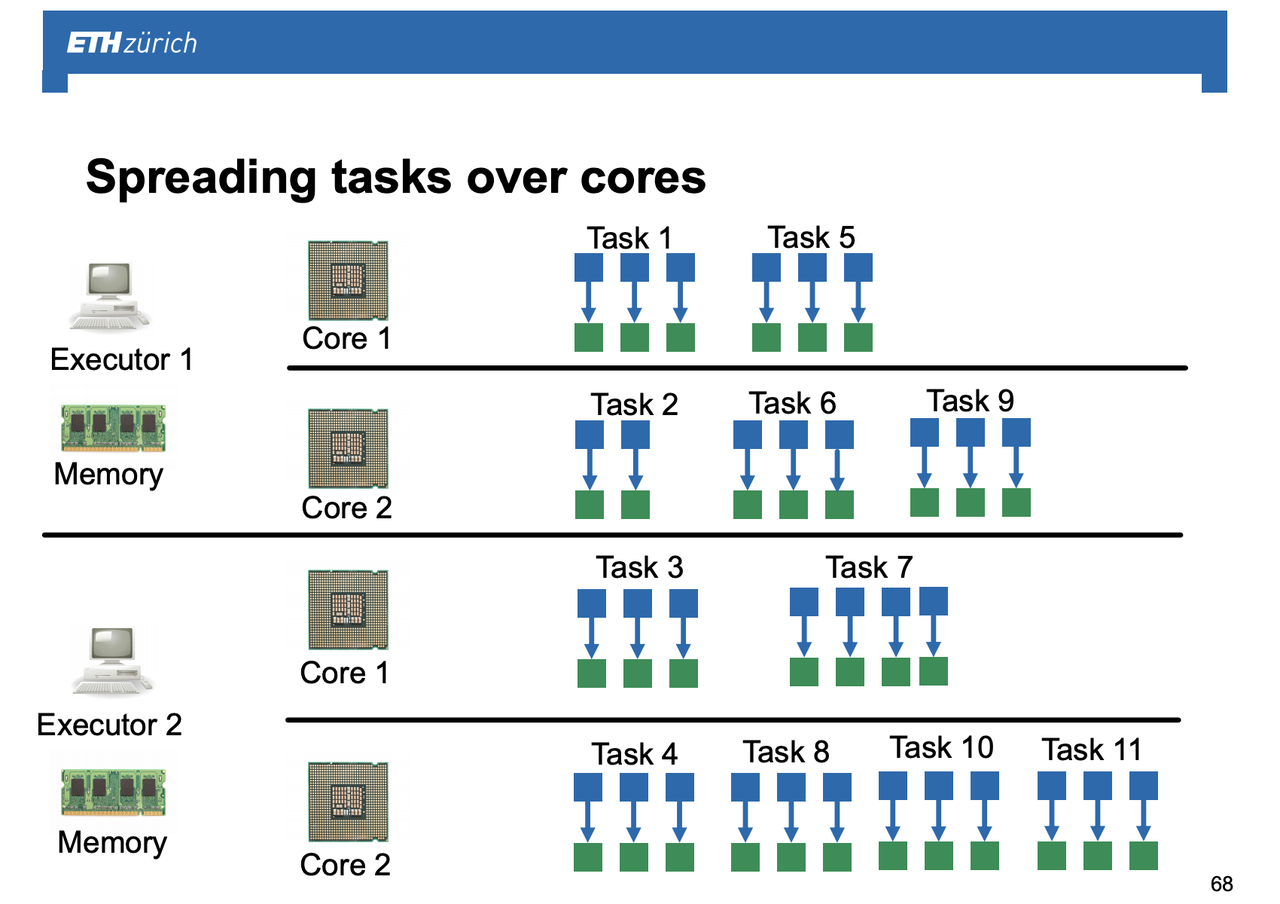 ETH zürich
Spreading tasks over cores
Task 1 Task 5
Executor 1
Core 1
Task 2 Task 6 Task 9
Memory
Core 2
Task 3 Task 7
Executor 2
Core 1
Task 4 Task 8 Task 10 Task 11
Memory
Core 2
68